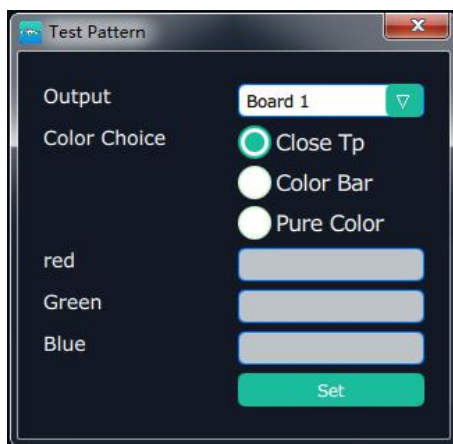 Test Pattern
Output
Board 1
Color Choice
Close Tp
Color Bar
Pure Color
red
Green
Blue
Set